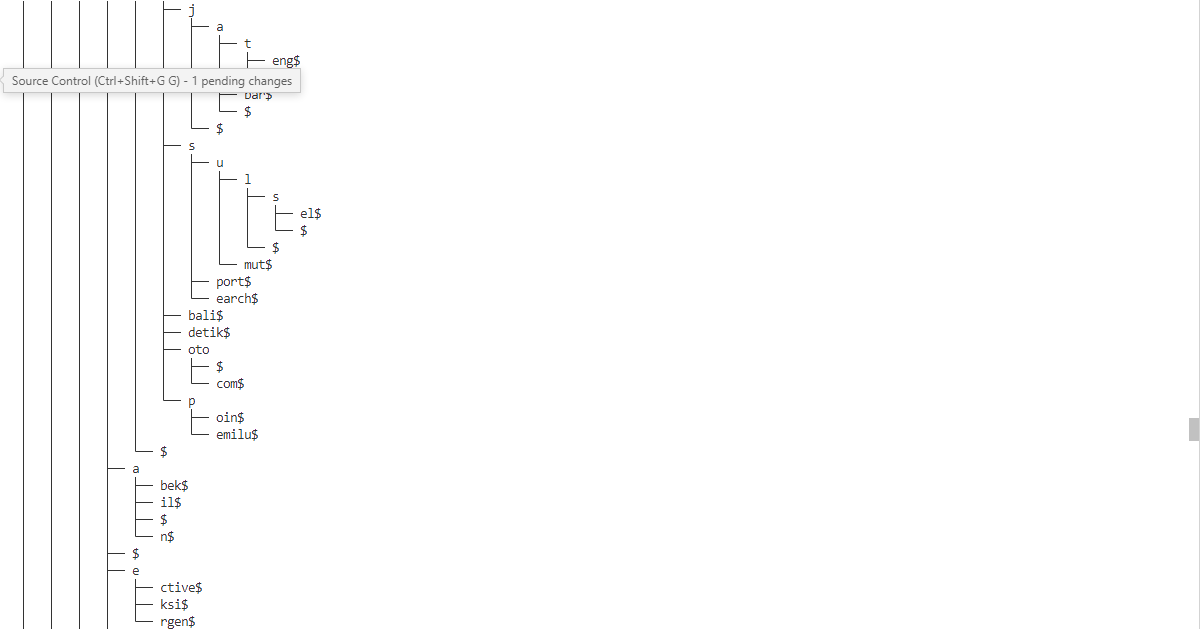 j
a
t
eng$
Source Control (Ctrl+Shift+G G) - 1 pending changes
bar$
$
$
s
u
l
s
el$
$
$
mut$
port$
earch$
bali$
detik$
oto
$
com$
p
oin$
emilu$
$
a
bek$
il$
$
n$
$
e
ctive$
ksi$
rgen$